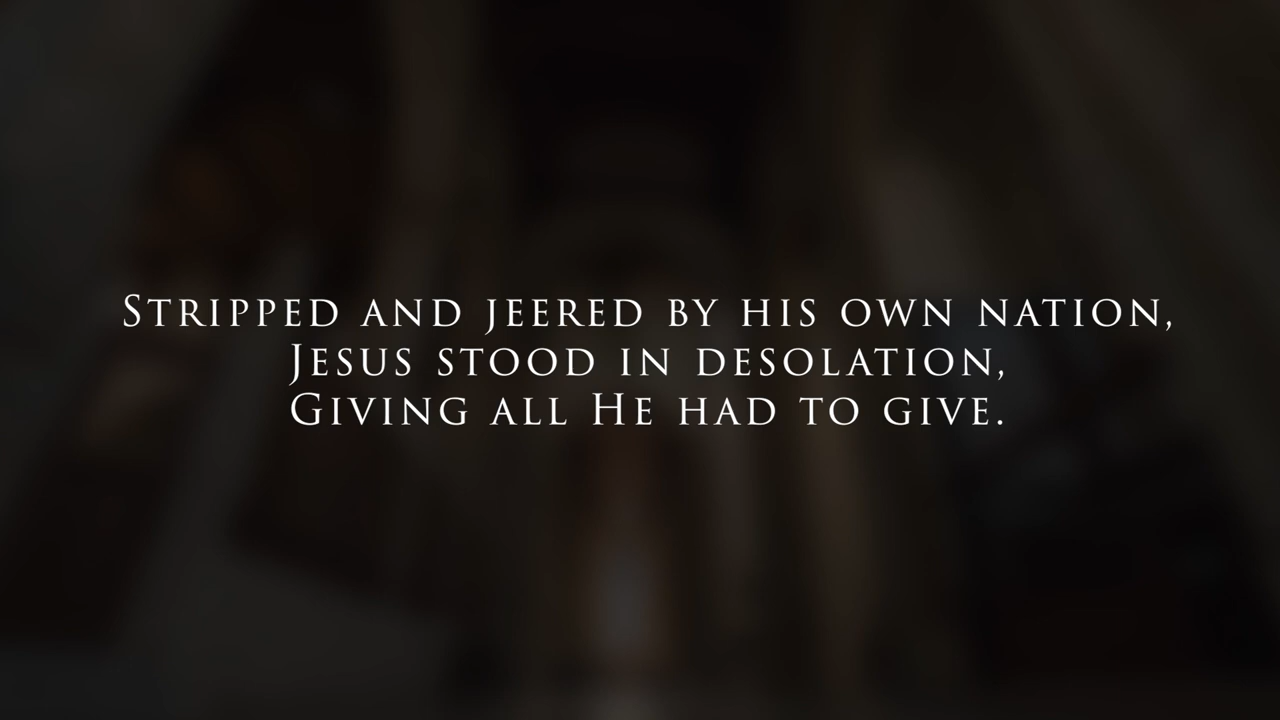 Stripped and jeered by his own nation,
Jesus stood in desolation,
Giving all He had to give.